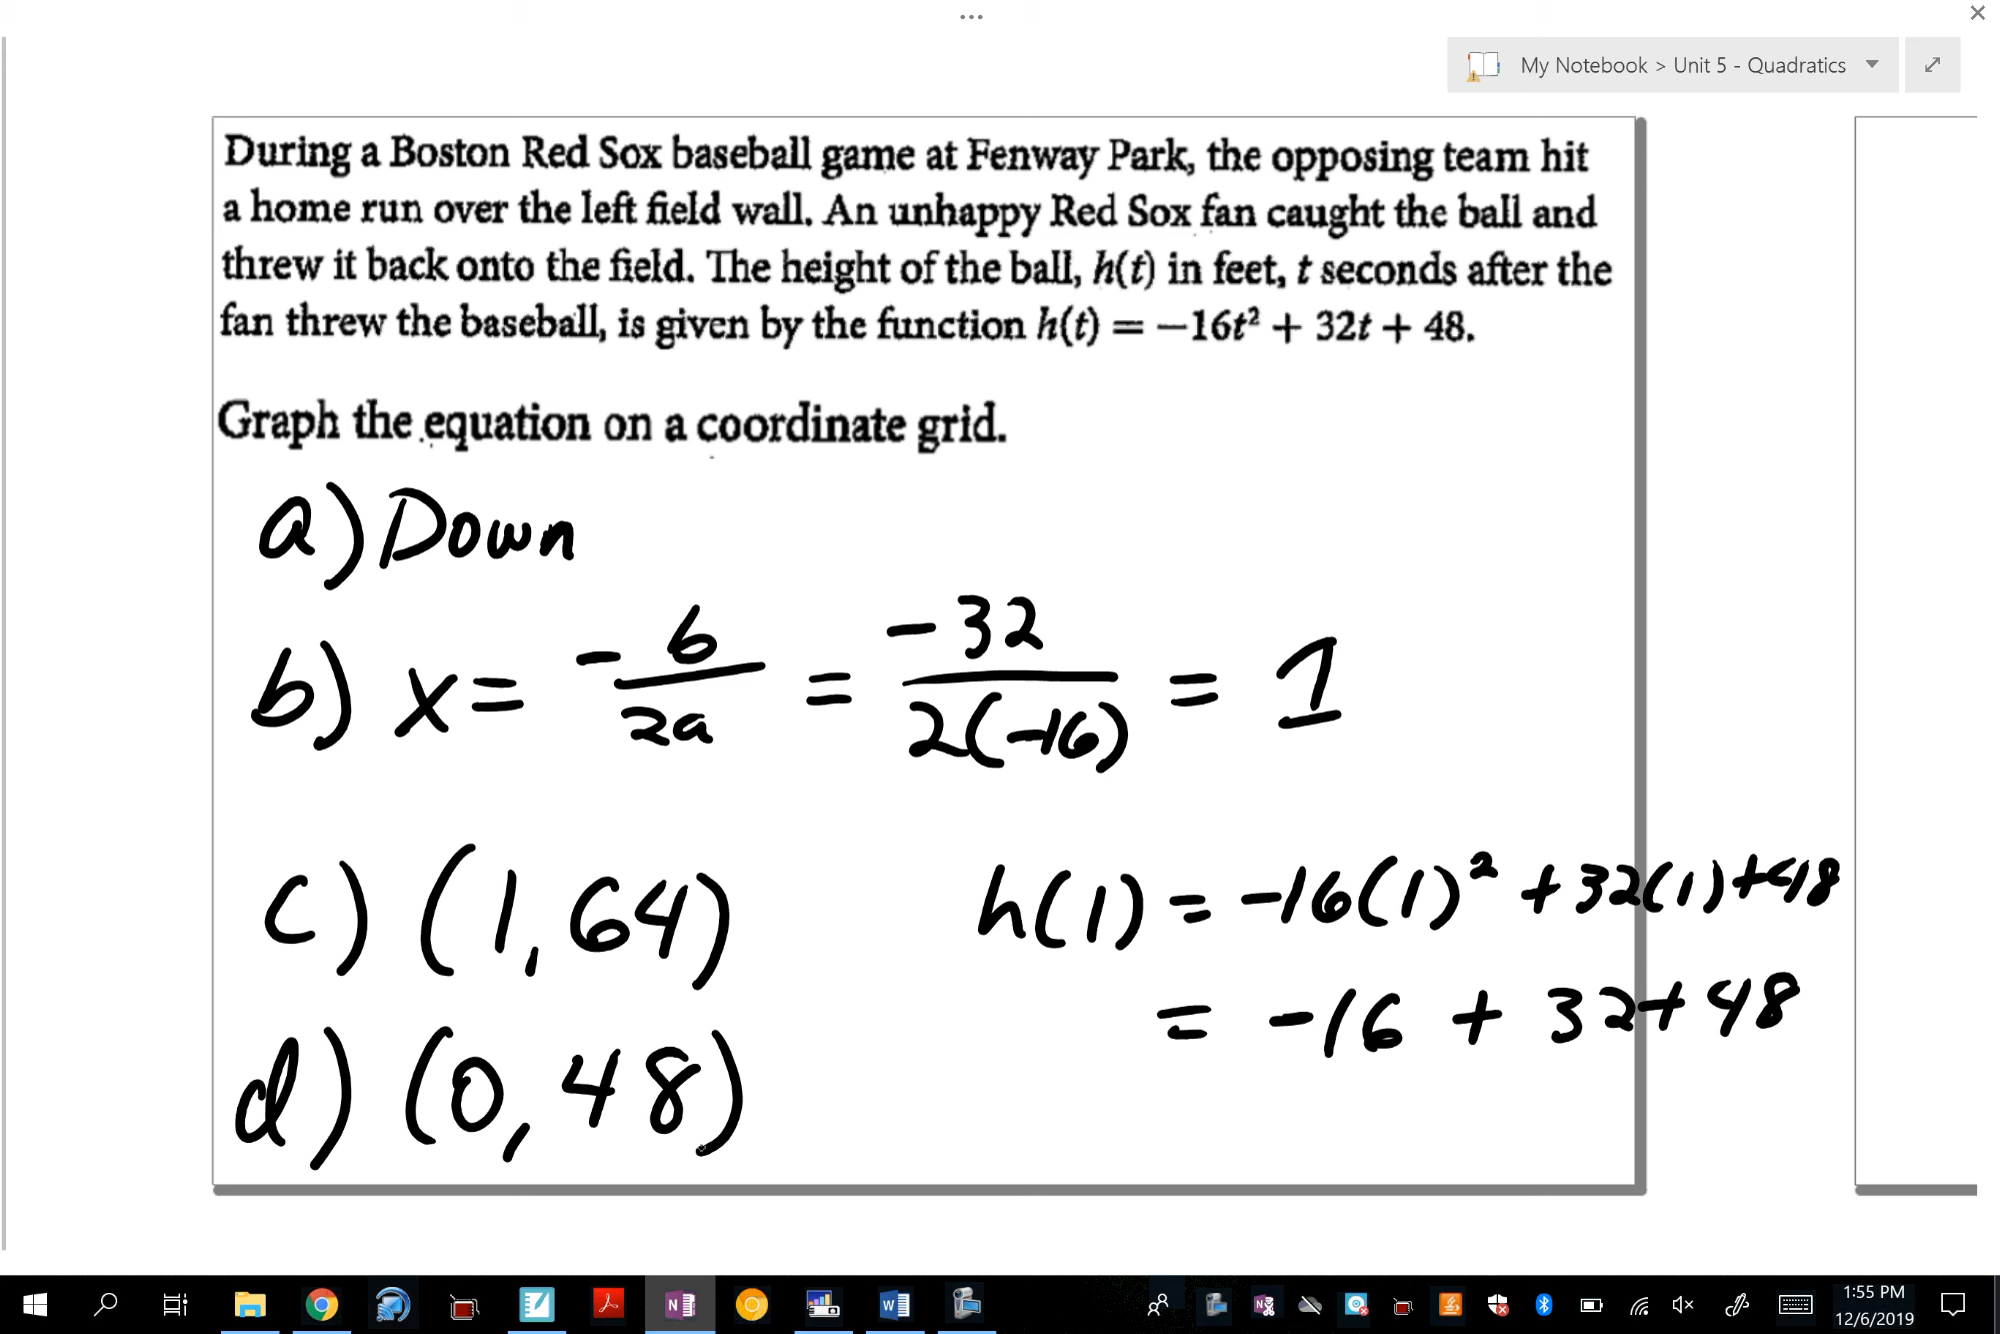 My Notebook > Unit 5 - Quadratics
During a Boston Red Sox baseball game at Fenway Park, the opposing team hit
a home run over the left field wall. An unhappy Red Sox fan caught the ball and
threw it back onto the field. The height of the ball, h(t) in feet, t seconds after the
fan threw the baseball, is given by the function h(t) = −16t² + 32t + 48.
Graph the equation on a coordinate grid.
a) Down
b) x = -b/2a = -32/2(-16) = 1
c) (1, 64)
h(1) = -16(1)² + 32(1) + 48
= -16 + 32 + 48
d) (0, 48)
1:55 PM
12/6/2019